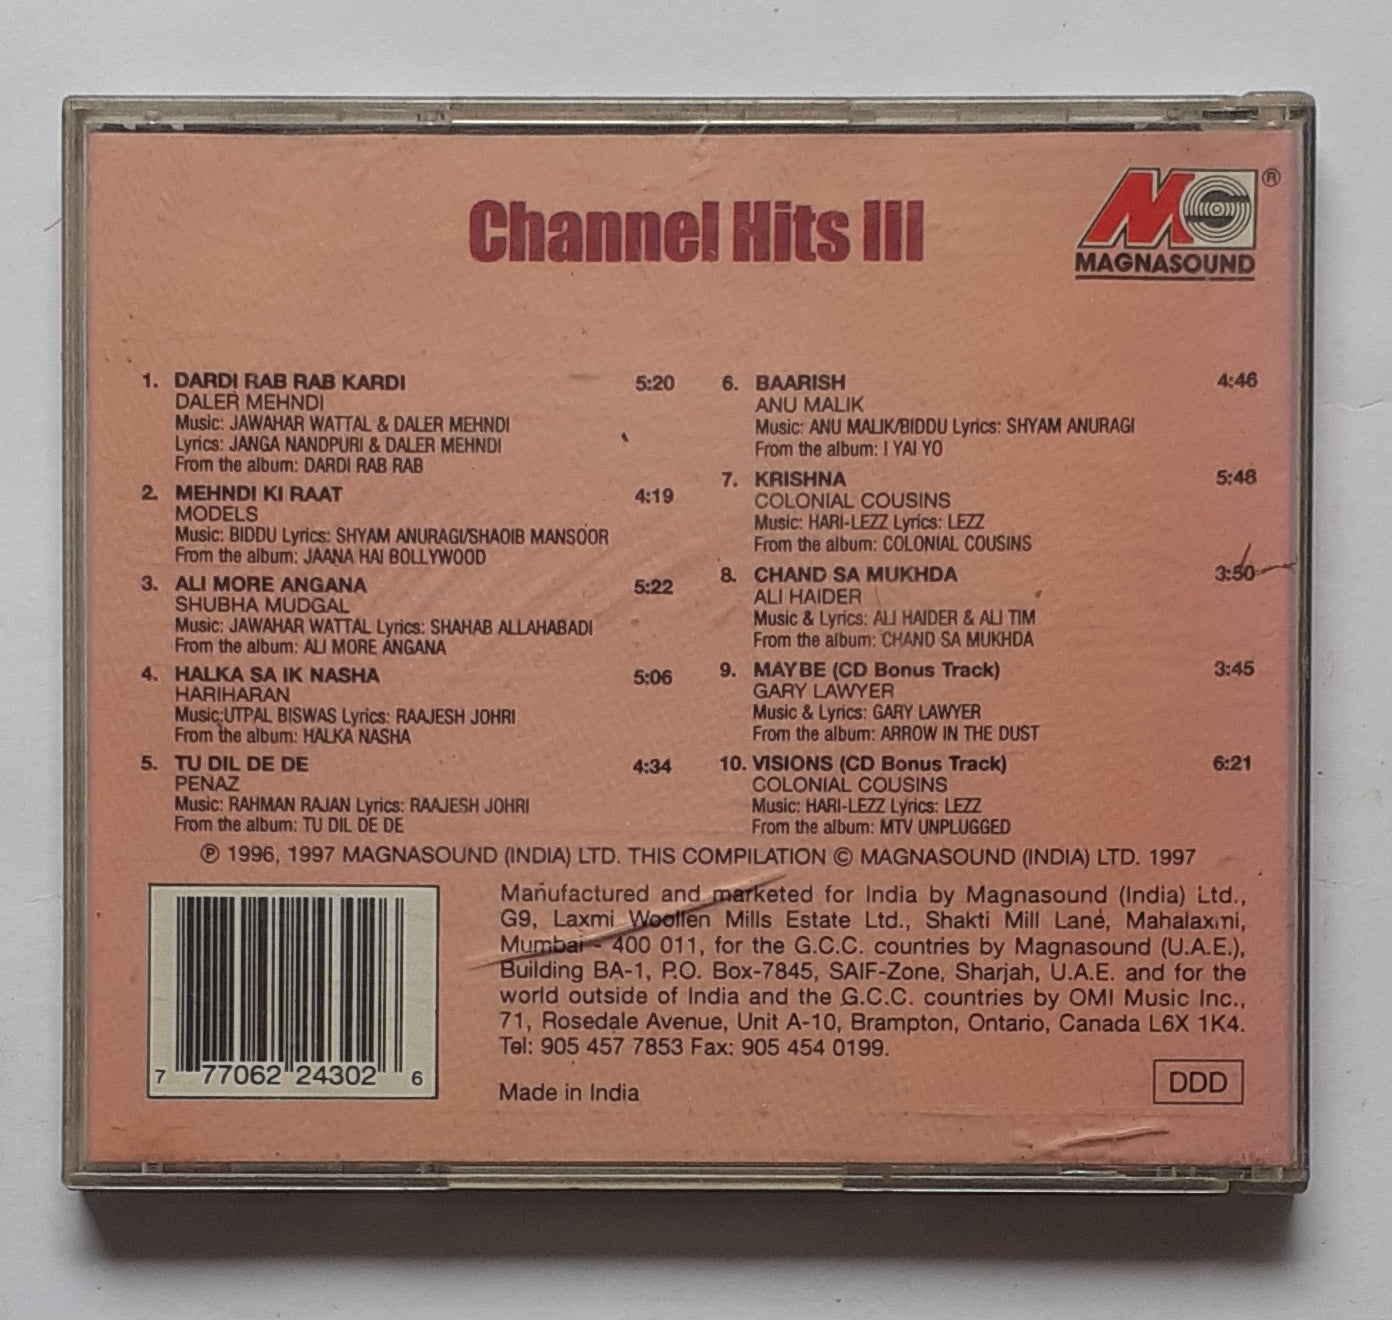 Channel Hits III
MG®
MAGNASOUND
1. DARDI RAB RAB KARDI 5:20
DALER MEHNDI
Music: JAWAHAR WATTAL & DALER MEHNDI
Lyrics: JANGA NANDPURI & DALER MEHNDI
From the album: DARDI RAB RAB
2. MEHNDI KI RAAT 4:19
MODELS
Music: BIDDU Lyrics: SHYAM ANURAGI/SHAOIB MANSOOR
From the album: JAANA HAI BOLLYWOOD
3. ALI MORE ANGANA 5:22
SHUBHA MUDGAL
Music: JAWAHAR WATTAL Lyrics: SHAHAB ALLAHABADI
From the album: ALI MORE ANGANA
4. HALKA SA IK NASHA 5:06
HARIHARAN
Music:UTPAL BISWAS Lyrics: RAAJESH JOHRI
From the album: HALKA NASHA
5. TU DIL DE DE 4:34
PENAZ
Music: RAHMAN RAJAN Lyrics: RAAJESH JOHRI
From the album: TU DIL DE DE
6. BAARISH 4:46
ANU MALIK
Music: ANU MALIK/BIDDU Lyrics: SHYAM ANURAGI
From the album: I YAI YO
7. KRISHNA 5:48
COLONIAL COUSINS
Music: HARI-LEZZ Lyrics: LEZZ
From the album: COLONIAL COUSINS
8. CHAND SA MUKHDA 3:50
ALI HAIDER
Music & Lyrics: ALI HAIDER & ALI TIM
From the album: CHAND SA MUKHDA
9. MAYBE (CD Bonus Track) 3:45
GARY LAWYER
Music & Lyrics: GARY LAWYER
From the album: ARROW IN THE DUST
10. VISIONS (CD Bonus Track) 6:21
COLONIAL COUSINS
Music: HARI-LEZZ Lyrics: LEZZ
From the album: MTV UNPLUGGED
℗ 1996, 1997 MAGNASOUND (INDIA) LTD. THIS COMPILATION © MAGNASOUND (INDIA) LTD. 1997
Manufactured and marketed for India by Magnasound (India) Ltd.,
G9, Laxmi Woollen Mills Estate Ltd., Shakti Mill Lane, Mahalaxmi,
Mumbai - 400 011, for the G.C.C. countries by Magnasound (U.A.E.),
Building BA-1, P.O. Box-7845, SAIF-Zone, Sharjah, U.A.E. and for the
world outside of India and the G.C.C. countries by OMI Music Inc.,
71, Rosedale Avenue, Unit A-10, Brampton, Ontario, Canada L6X 1K4.
Tel: 905 457 7853 Fax: 905 454 0199.
7 77062 24302 6
Made in India
DDD